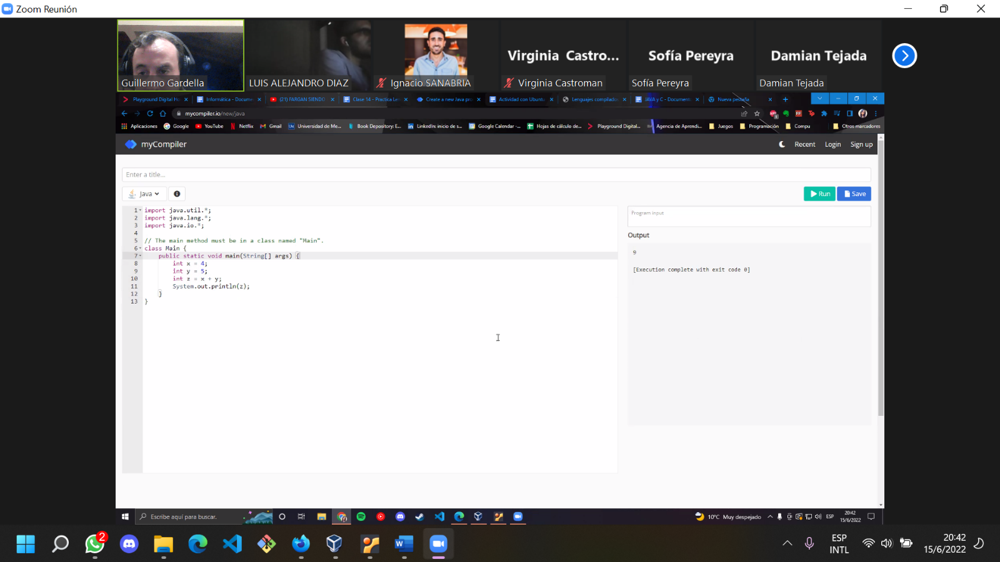 Zoom Reunión
Guillermo Gardella
LUIS ALEJANDRO DIAZ
Ignacio SANABRIA
Virginia Castro...
Virginia Castroman
Sofía Pereyra
Sofía Pereyra
Damian Tejada
Damian Tejada
Playground Digital H
Informática - Docume
(21) FARGAN SIENDO
Clase 14 - Practica Le
Create a new Java pro
Actividad con Ubuntu
Lenguajes compilado
JAVA y C - Document
Nueva pestaña
mycompiler.io/new/java
Aplicaciones
Google
YouTube
Netflix
Gmail
Universidad de Me...
Book Depository: E...
LinkedIn: inicio de s...
Google Calendar -...
Hojas de cálculo de...
Playground Digital...
Agencia de Aprendi...
Juegos
Programación
Compu
Otros marcadores
myCompiler
Recent
Login
Sign up
Enter a title...
Java
Run
Save
1 import java.util.*;
2 import java.lang.*;
3 import java.io.*;
4
5 // The main method must be in a class named "Main".
6 class Main {
7 public static void main(String[] args) {
8 int x = 4;
9 int y = 5;
10 int z = x + y;
11 System.out.println(z);
12 }
13 }
Program input
Output
9
[Execution complete with exit code 0]
Escribe aquí para buscar.
10°C Muy despejado
ESP
20:42
15/6/2022
2
ESP
INTL
20:42
15/6/2022